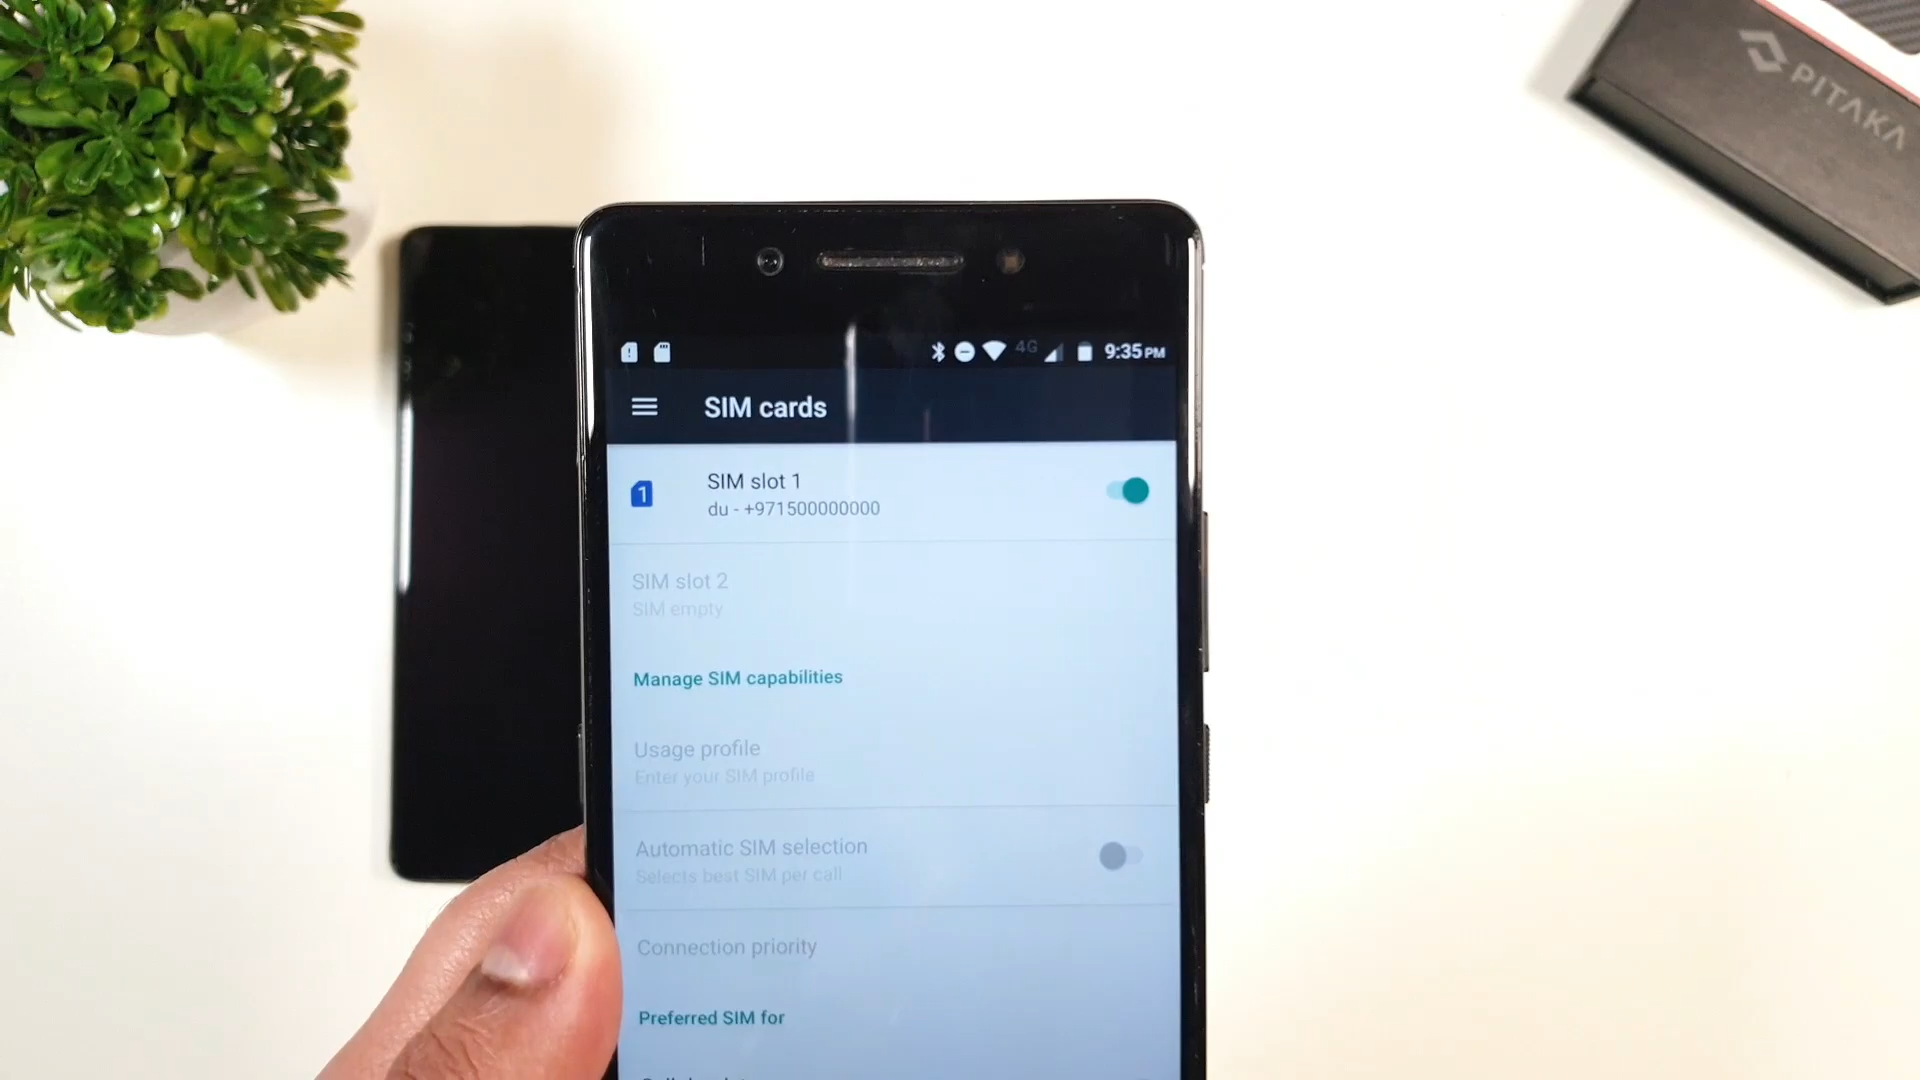 PITAKA
4G
9:35 PM
SIM cards
1
SIM slot 1
du - +971500000000
SIM slot 2
SIM empty
Manage SIM capabilities
Usage profile
Enter your SIM profile
Automatic SIM selection
Selects best SIM per call
Connection priority
Preferred SIM for